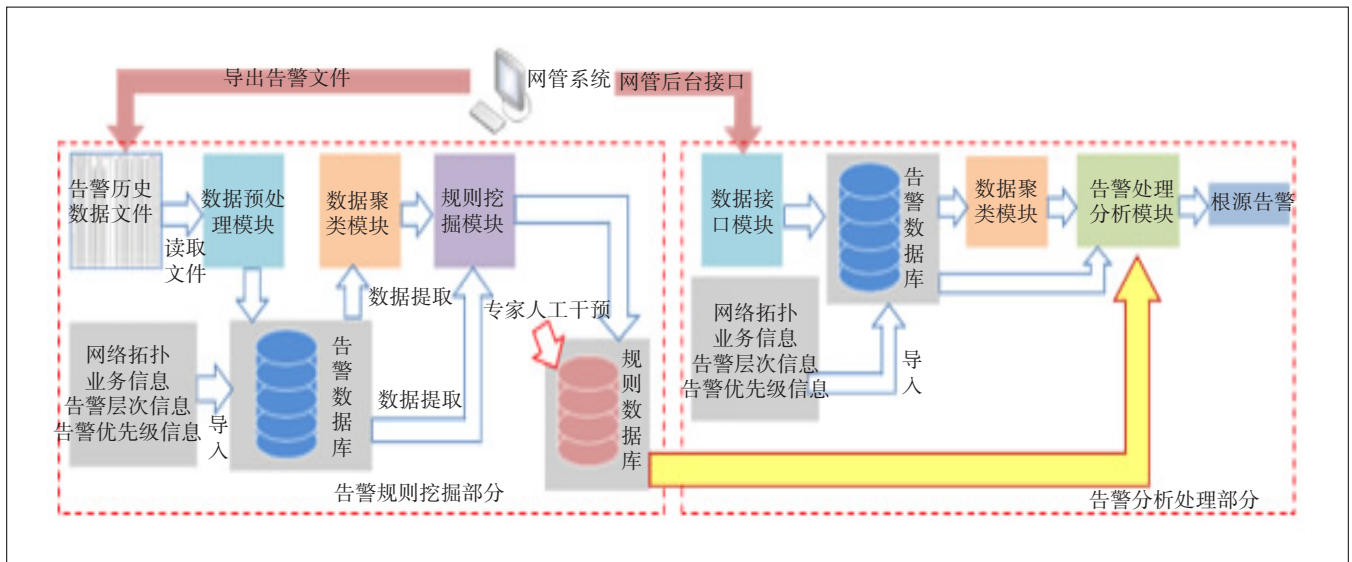 导出告警文件
网管系统
网管后台接口
告警历史
数据文件
读取
文件
数据预处
理模块
数据聚
类模块
规则挖
掘模块
数据提取
专家人工干预
网络拓扑
业务信息
告警层次信息
告警优先级信息
导入
告警数据库
数据提取
规则数据库
告警规则挖掘部分
数据接
口模块
告警数据库
数据聚
类模块
告警处理
分析模块
根源告警
网络拓扑
业务信息
告警层次信息
告警优先级信息
导入
告警分析处理部分